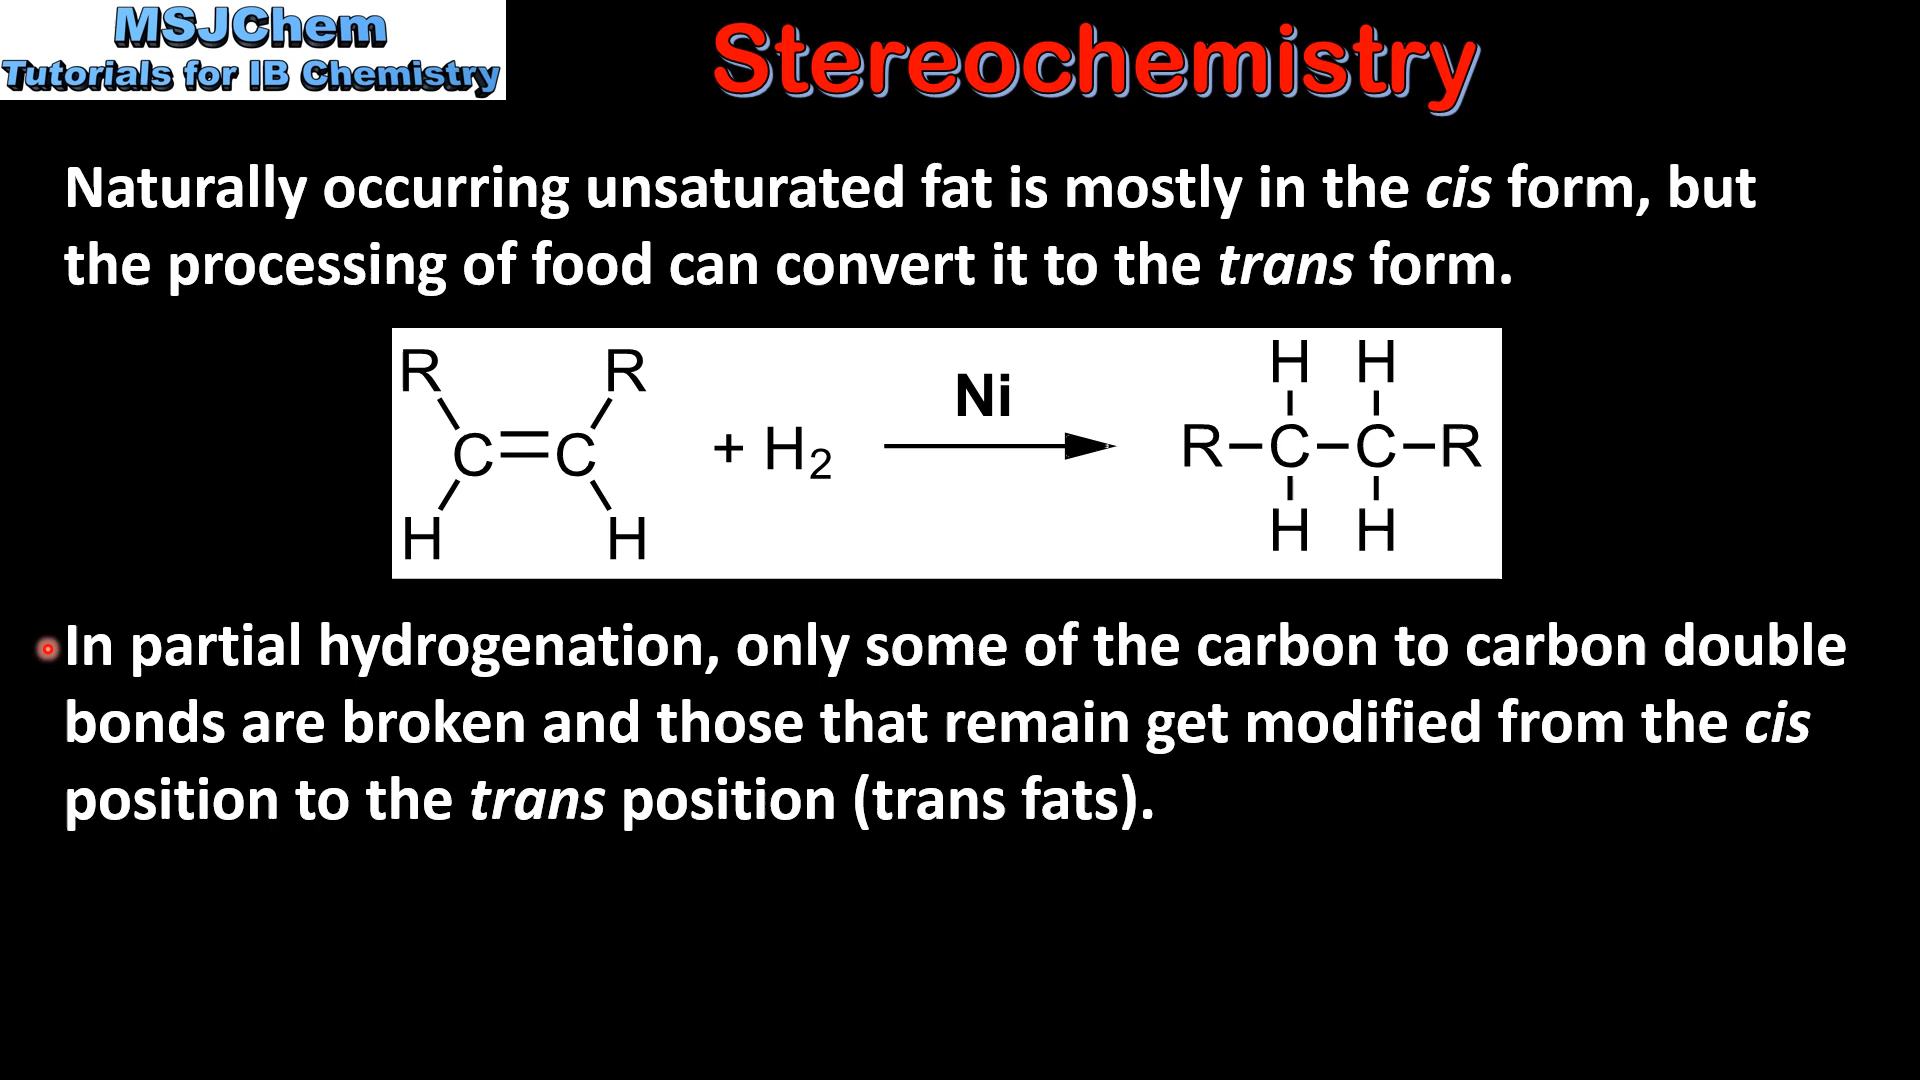 MSJChem
Tutorials for IB Chemistry
Stereochemistry
Naturally occurring unsaturated fat is mostly in the cis form, but
the processing of food can convert it to the trans form.
R R H H
C=C + H2 Ni R-C-C-R
H H H H
In partial hydrogenation, only some of the carbon to carbon double
bonds are broken and those that remain get modified from the cis
position to the trans position (trans fats).